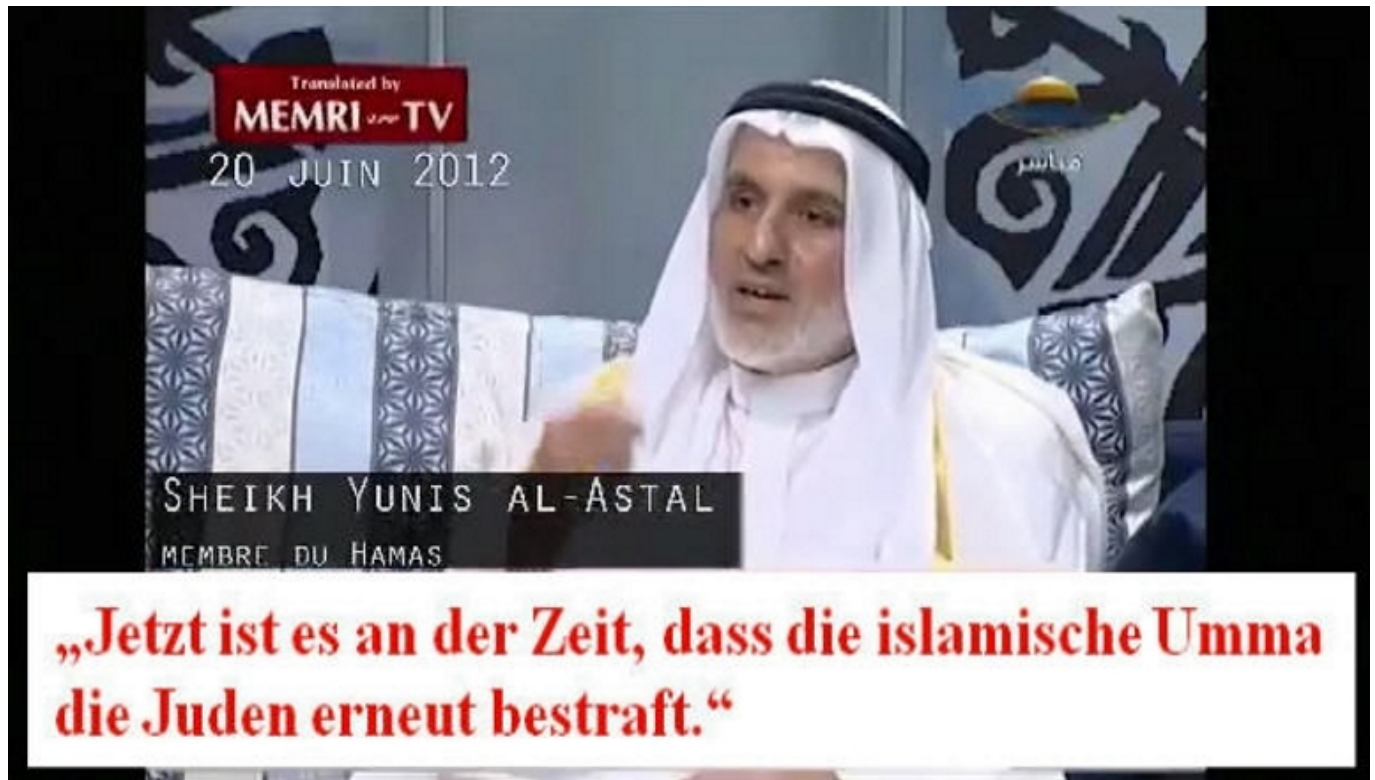 Translated by
MEMRI TV
20 JUIN 2012
مباشر
SHEIKH YUNIS AL-ASTAL
MEMBRE DU HAMAS
„Jetzt ist es an der Zeit, dass die islamische Umma
die Juden erneut bestraft.“